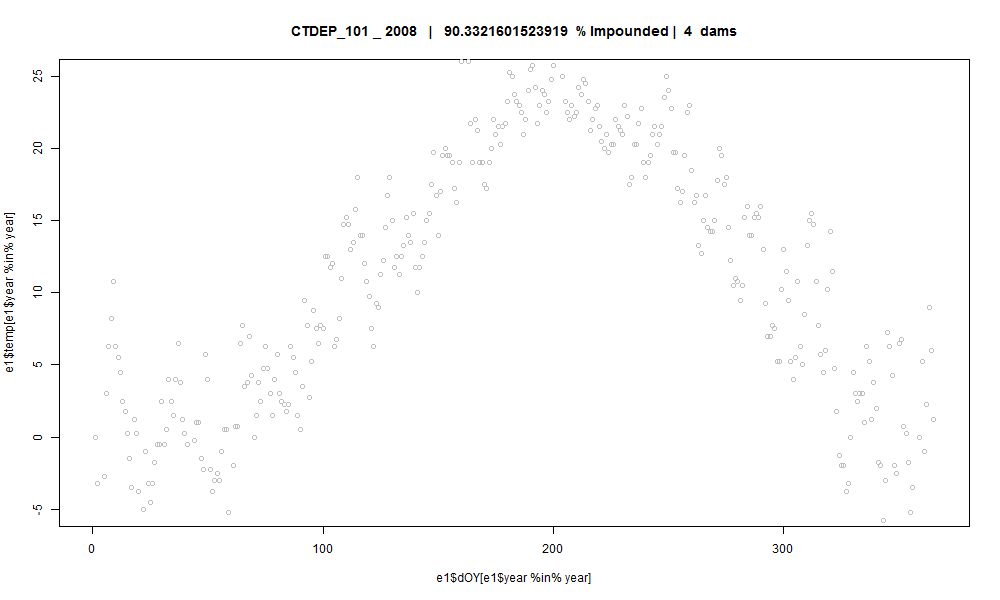 CTDEP_101 _ 2008 | 90.3321601523919 % Impounded | 4 dams
e1$temp[e1$year %in% year]
25
20
15
10
5
0
-5
0 100 200 300
e1$dOY[e1$year %in% year]